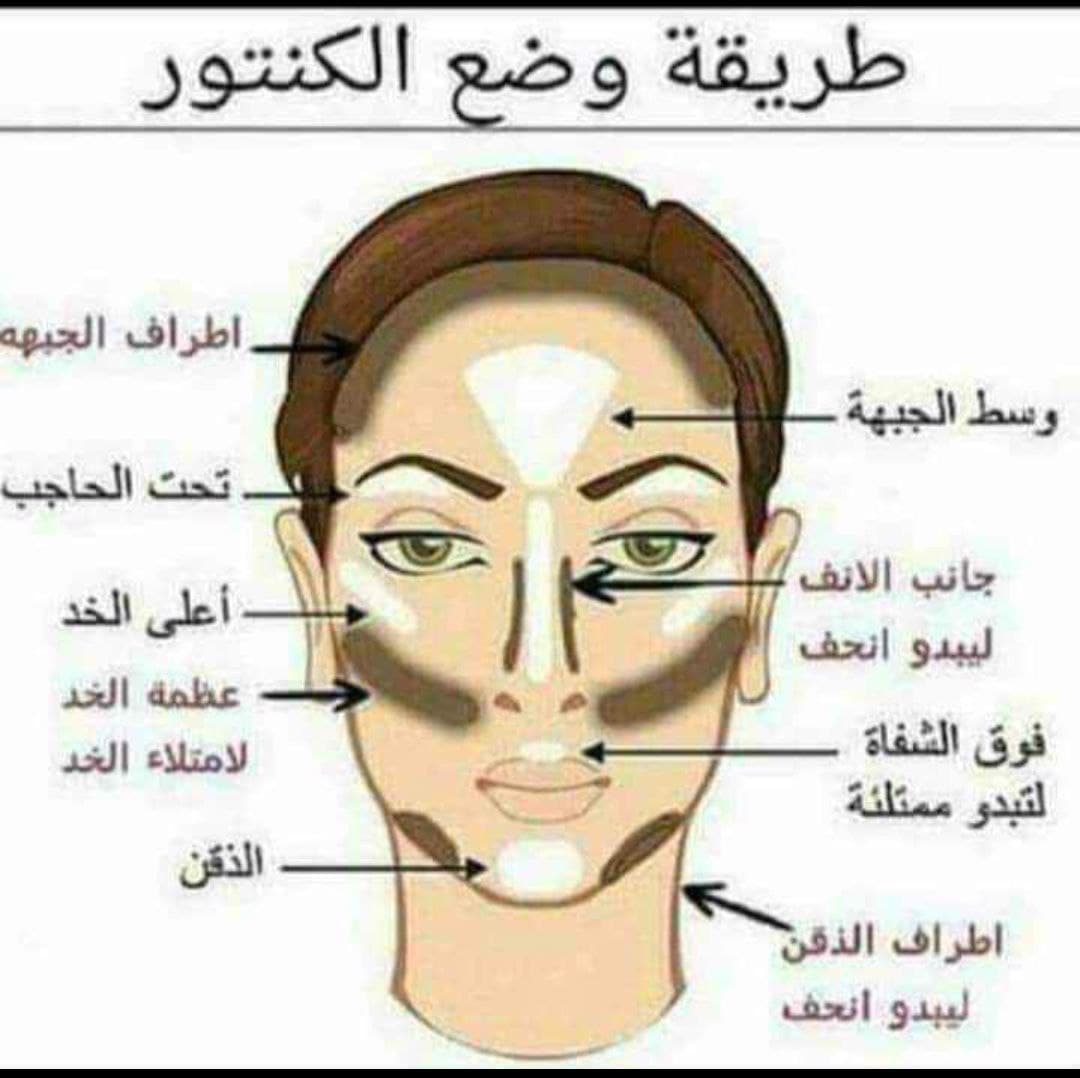 طريقة وضع الكنتور
اطراف الجبهه
وسط الجبهة
تحت الحاجب
جانب الانف
ليبدو انحف
أعلى الخد
عظمة الخد
لامتلاء الخد
فوق الشفاة
لتبدو ممتلئة
الذقن
اطراف الذقن
ليبدو انحف